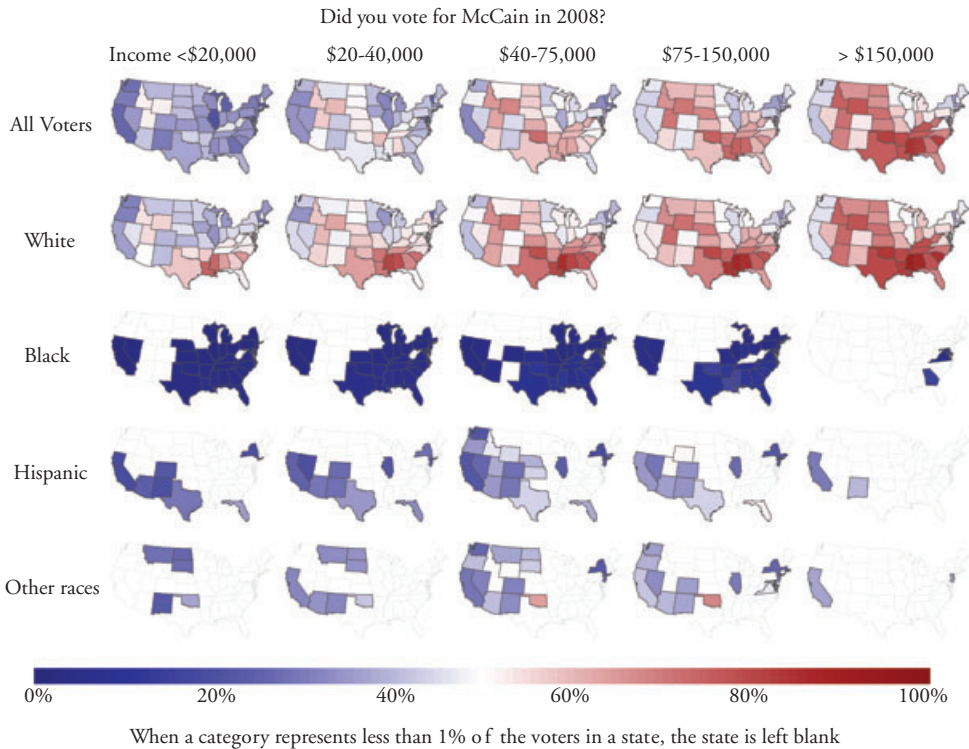 Did you vote for McCain in 2008?
Income <$20,000 $20-40,000 $40-75,000 $75-150,000 > $150,000
All Voters
White
Black
Hispanic
Other races
0% 20% 40% 60% 80% 100%
When a category represents less than 1% of the voters in a state, the state is left blank